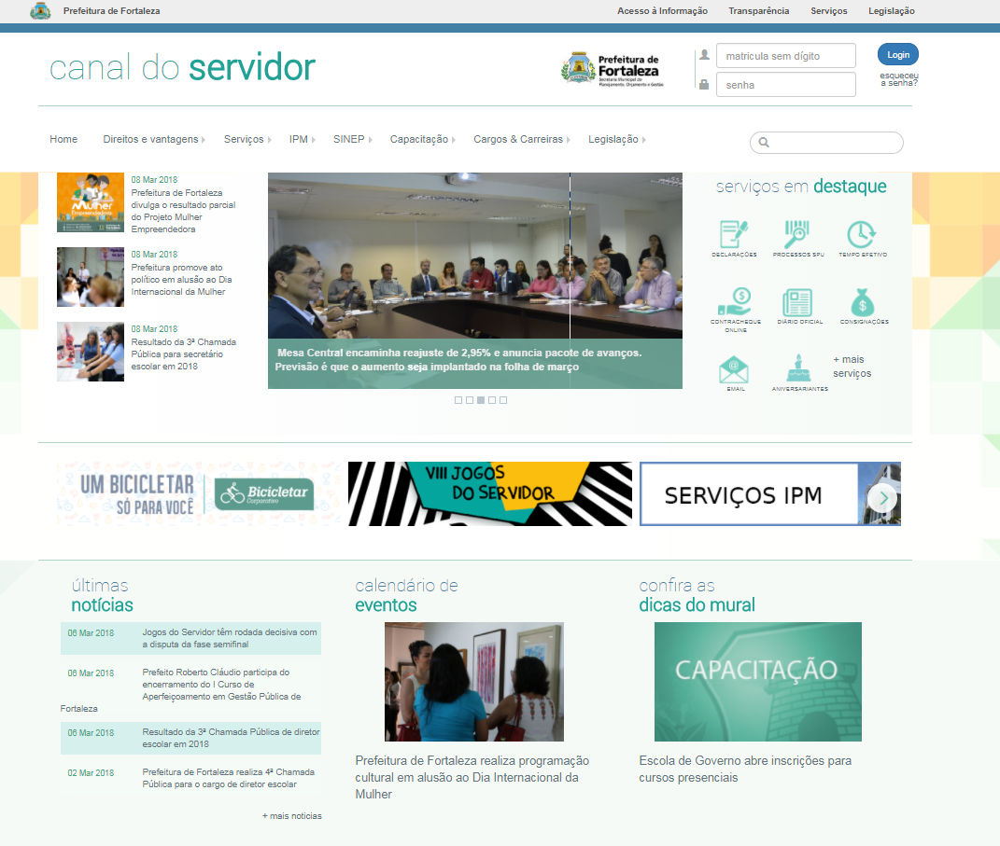 Prefeitura de Fortaleza
Acesso à Informação Transparência Serviços Legislação
canal do servidor
Prefeitura de
Fortaleza
Secretaria Municipal do
Planejamento, Orçamento e Gestão
matricula sem dígito
senha
Login
esqueceu
a senha?
Home Direitos e vantagens Serviços IPM SINEP Capacitação Cargos & Carreiras Legislação
Mulher
Empreendedora
08 Mar 2018
Prefeitura de Fortaleza
divulga o resultado parcial
do Projeto Mulher
Empreendedora
08 Mar 2018
Prefeitura promove ato
político em alusão ao Dia
Internacional da Mulher
08 Mar 2018
Resultado da 3ª Chamada
Pública para secretário
escolar em 2018
Mesa Central encaminha reajuste de 2,95% e anuncia pacote de avanços.
Previsão é que o aumento seja implantado na folha de março
serviços em destaque
DECLARAÇÕES PROCESSOS SPU TEMPO EFETIVO
CONTRACHEQUE
ONLINE
DIÁRIO OFICIAL
CONSIGNAÇÕES
EMAIL
ANIVERSARIANTES
+ mais
serviços
UM BICICLETAR
SÓ PARA VOCÊ
Bicicletar
Corporativo
VIII JOGOS
DO SERVIDOR
SERVIÇOS IPM
últimas
notícias
06 Mar 2018 Jogos do Servidor têm rodada decisiva com
a disputa da fase semifinal
06 Mar 2018 Prefeito Roberto Cláudio participa do
encerramento do I Curso de
Aperfeiçoamento em Gestão Pública de
Fortaleza
06 Mar 2018 Resultado da 3ª Chamada Pública de diretor
escolar em 2018
02 Mar 2018 Prefeitura de Fortaleza realiza 4ª Chamada
Pública para o cargo de diretor escolar
+ mais noticias
calendário de
eventos
Prefeitura de Fortaleza realiza programação
cultural em alusão ao Dia Internacional da
Mulher
confira as
dicas do mural
CAPACITAÇÃO
Escola de Governo abre inscrições para
cursos presenciais